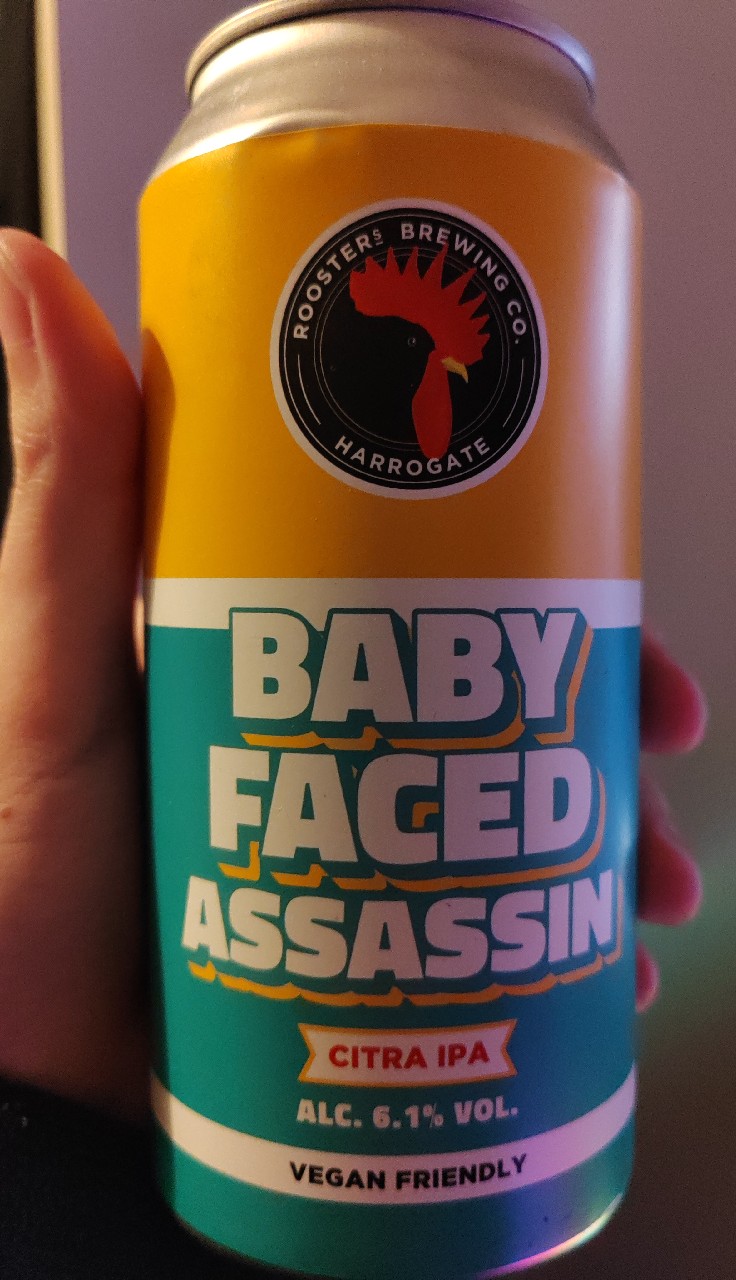 ROOSTERS BREWING CO.
HARROGATE
BABY
FACED
ASSASSIN
CITRA IPA
ALC. 6.1% VOL.
VEGAN FRIENDLY